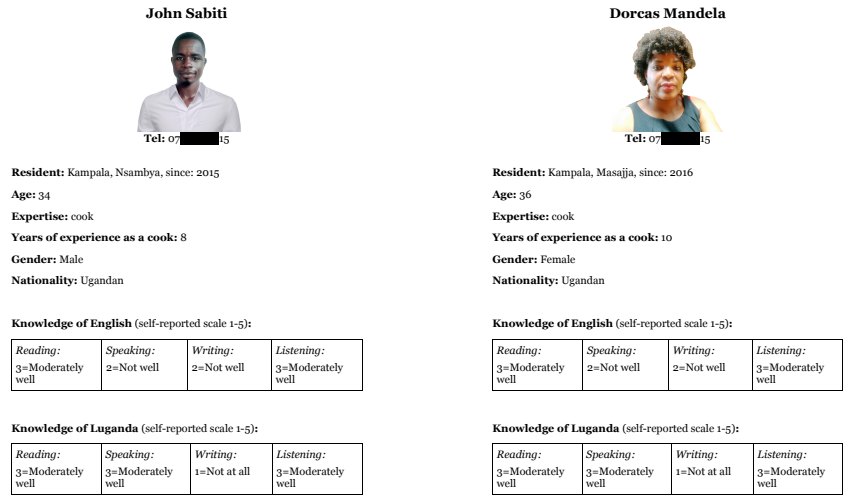 John Sabiti
Tel: 07 15
Resident: Kampala, Nsambya, since: 2015
Age: 34
Expertise: cook
Years of experience as a cook: 8
Gender: Male
Nationality: Ugandan
Knowledge of English (self-reported scale 1-5):
Reading: Speaking: Writing: Listening:
3=Moderately 2=Not well 2=Not well 3=Moderately
well well
Knowledge of Luganda (self-reported scale 1-5):
Reading: Speaking: Writing: Listening:
3=Moderately 3=Moderately 1=Not at all 3=Moderately
well well well
Dorcas Mandela
Tel: 07 15
Resident: Kampala, Masajja, since: 2016
Age: 36
Expertise: cook
Years of experience as a cook: 10
Gender: Female
Nationality: Ugandan
Knowledge of English (self-reported scale 1-5):
Reading: Speaking: Writing: Listening:
3=Moderately 2=Not well 2=Not well 3=Moderately
well well
Knowledge of Luganda (self-reported scale 1-5):
Reading: Speaking: Writing: Listening:
3=Moderately 3=Moderately 1=Not at all 3=Moderately
well well well